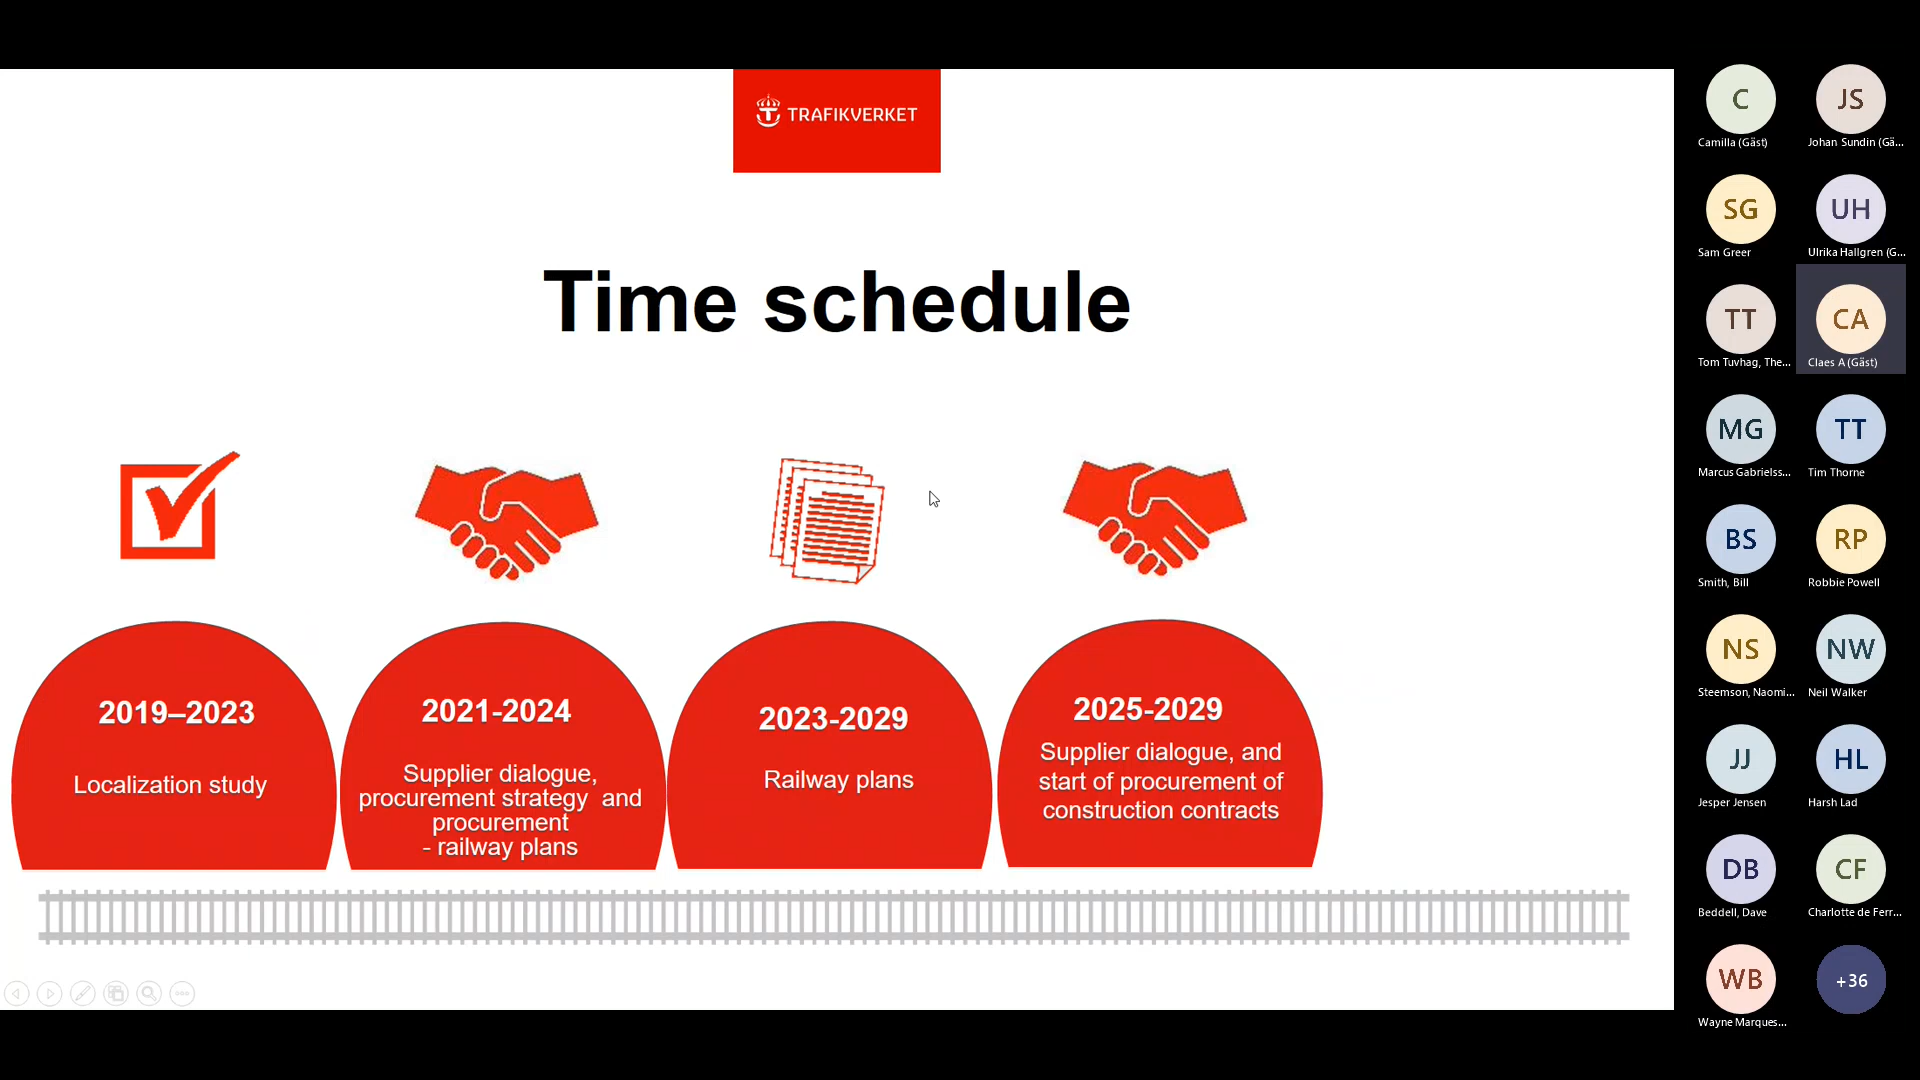 TRAFIKVERKET
Time schedule
2019–2023
Localization study
2021-2024
Supplier dialogue,
procurement strategy and
procurement
- railway plans
2023-2029
Railway plans
2025-2029
Supplier dialogue, and
start of procurement of
construction contracts
C
Camilla (Gäst)
JS
Johan Sundin (Gä...
SG
Sam Greer
UH
Ulrika Hallgren (G...
TT
Tom Tuvhag, The...
CA
Claes A (Gäst)
MG
Marcus Gabrielss...
TT
Tim Thorne
BS
Smith, Bill
RP
Robbie Powell
NS
Steemson, Naomi...
NW
Neil Walker
JJ
Jesper Jensen
HL
Harsh Lad
DB
Beddell, Dave
CF
Charlotte de Ferr...
WB
Wayne Marques...
+36